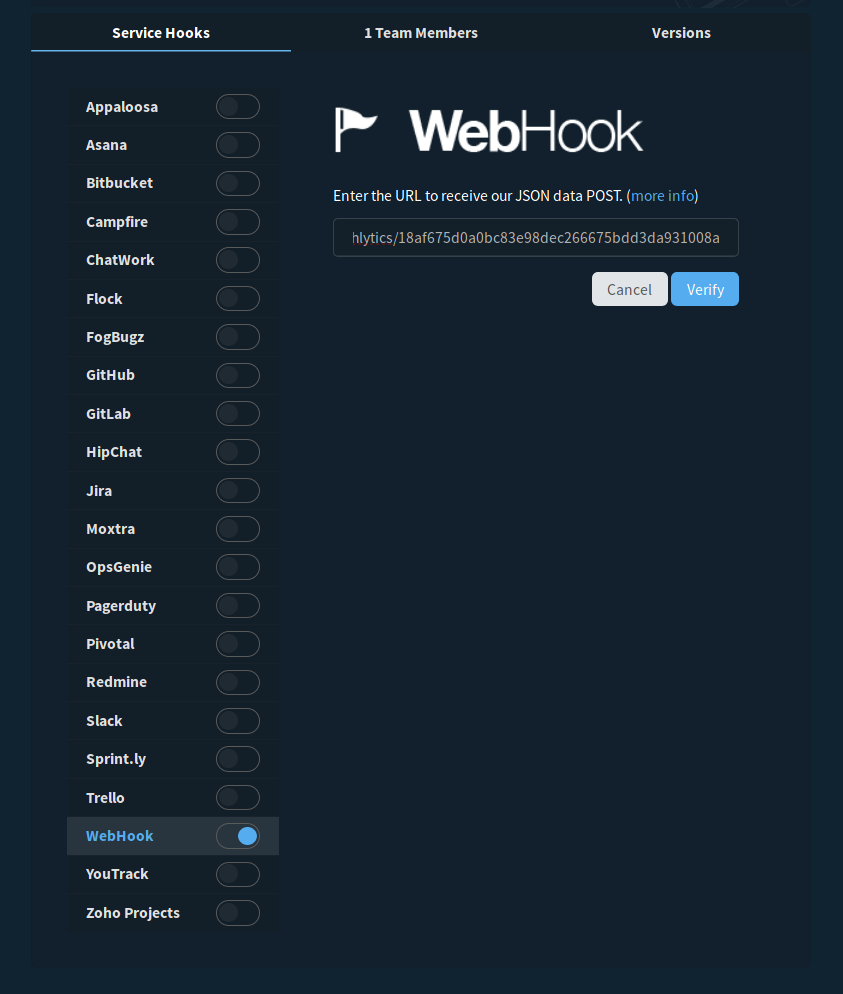 Service Hooks
1 Team Members
Versions
Appaloosa
Asana
Bitbucket
Campfire
ChatWork
Flock
FogBugz
GitHub
GitLab
HipChat
Jira
Moxtra
OpsGenie
Pagerduty
Pivotal
Redmine
Slack
Sprint.ly
Trello
WebHook
YouTrack
Zoho Projects
WebHook
Enter the URL to receive our JSON data POST. (more info)
hlytics/18af675d0a0bc83e98dec266675bdd3da931008a
Cancel
Verify